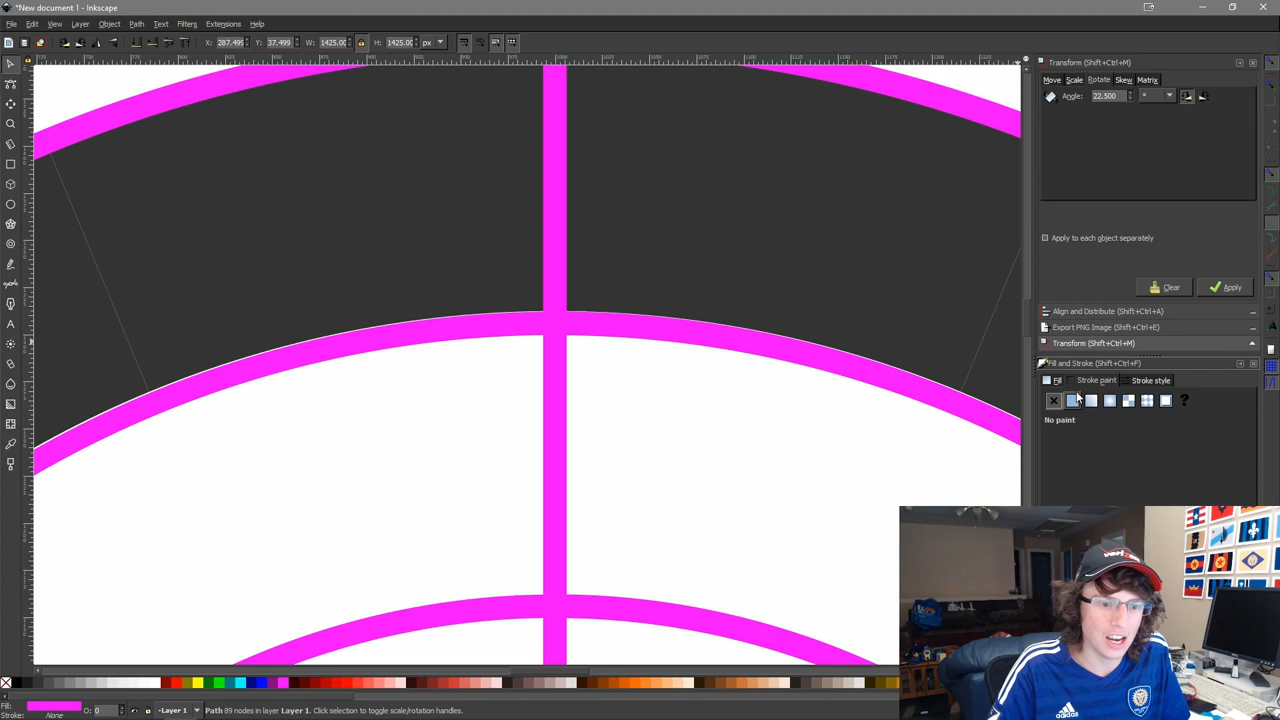 *New document 1 - Inkscape
File Edit View Layer Object Path Text Filters Extensions Help
X: 287.499 Y: 37.499 W: 1425.00 H: 1425.00 px
Transform (Shift+Ctrl+M)
Move Scale Rotate Skew Matrix
Angle: 22.500 °
Apply to each object separately
Clear Apply
Align and Distribute (Shift+Ctrl+A)
Export PNG Image (Shift+Ctrl+E)
Transform (Shift+Ctrl+M)
Fill and Stroke (Shift+Ctrl+F)
Fill Stroke paint Stroke style
?
No paint
verizon
Fill:
Stroke: None
O: 0
Layer 1
Path 89 nodes in layer Layer 1. Click selection to toggle scale/rotation handles.